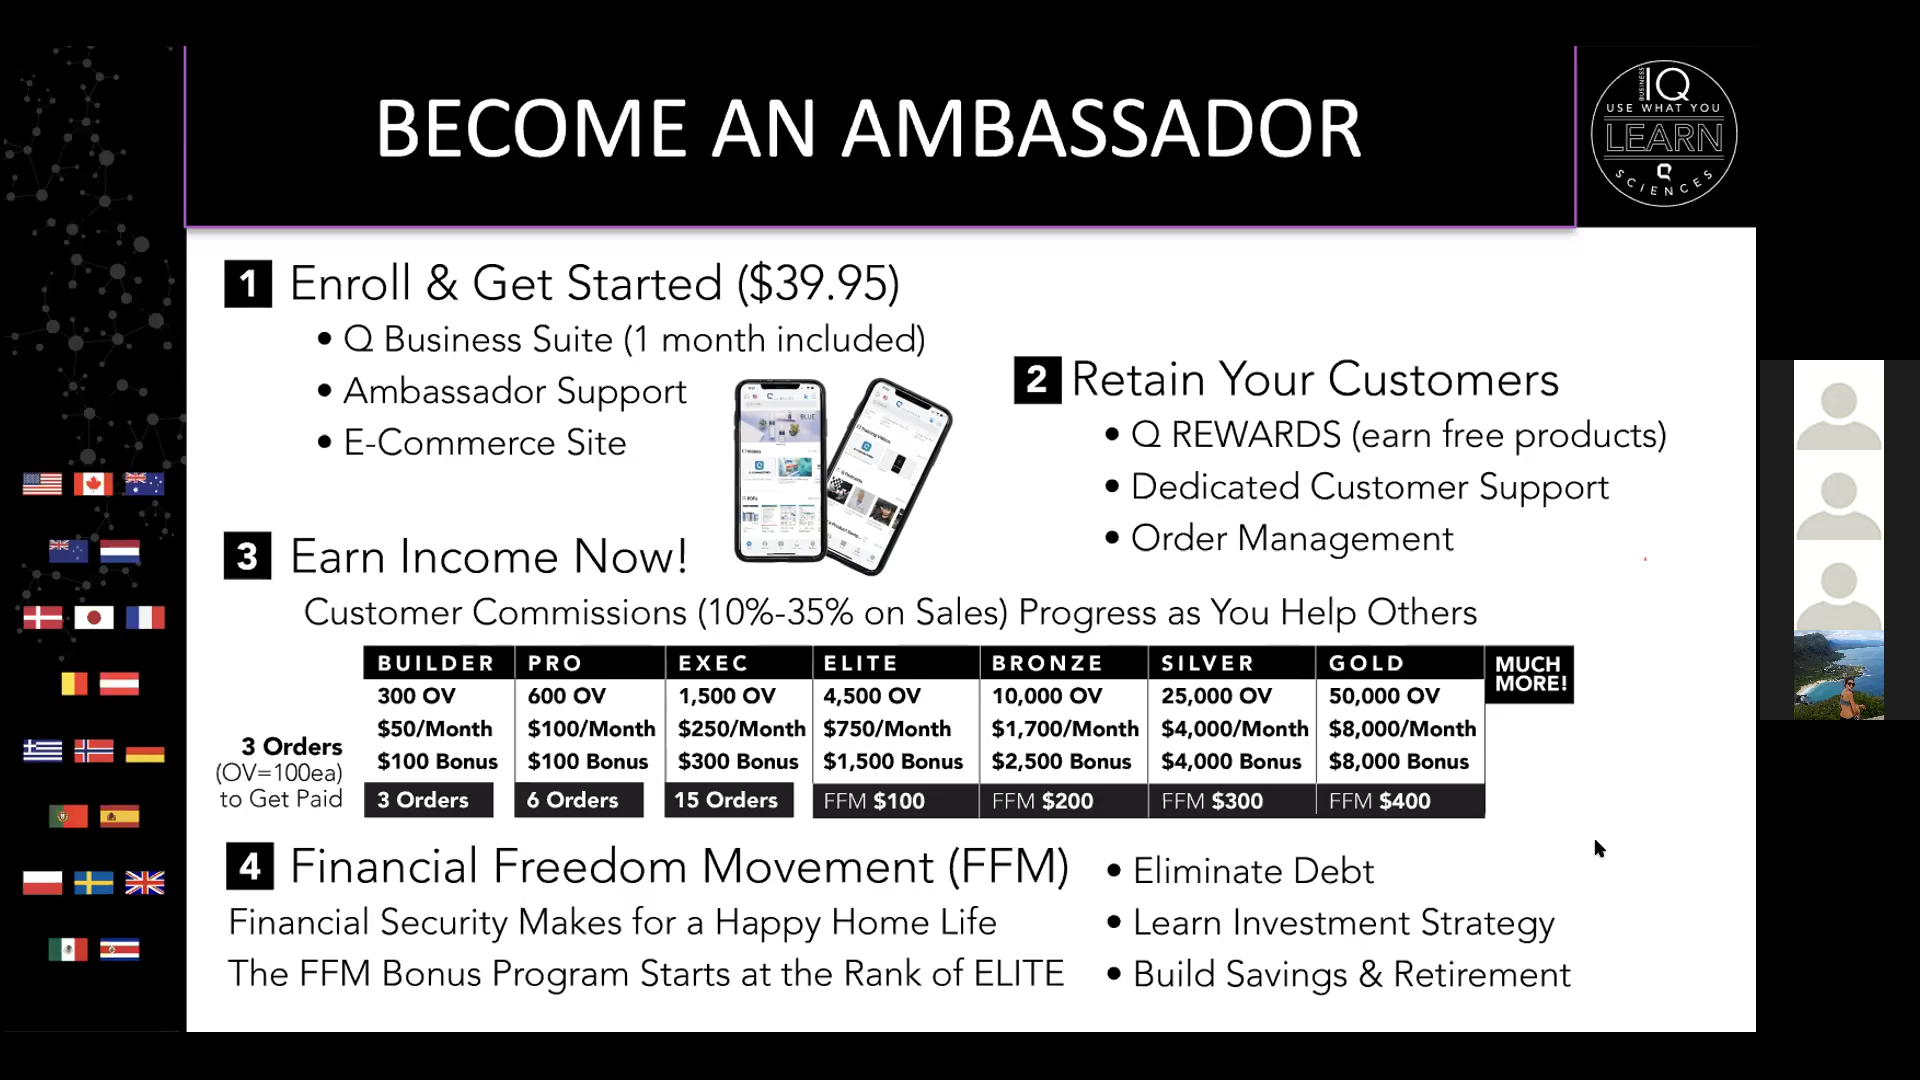 BECOME AN AMBASSADOR
BUSINESS
IQ
USE WHAT YOU
LEARN
Q
SCIENCES
1 Enroll & Get Started ($39.95)
• Q Business Suite (1 month included)
• Ambassador Support
• E-Commerce Site
BLUE
2 Retain Your Customers
• Q REWARDS (earn free products)
• Dedicated Customer Support
• Order Management
3 Earn Income Now!
Customer Commissions (10%-35% on Sales) Progress as You Help Others
BUILDER PRO EXEC ELITE BRONZE SILVER GOLD MUCH MORE!
300 OV 600 OV 1,500 OV 4,500 OV 10,000 OV 25,000 OV 50,000 OV
$50/Month $100/Month $250/Month $750/Month $1,700/Month $4,000/Month $8,000/Month
$100 Bonus $100 Bonus $300 Bonus $1,500 Bonus $2,500 Bonus $4,000 Bonus $8,000 Bonus
3 Orders 6 Orders 15 Orders FFM $100 FFM $200 FFM $300 FFM $400
3 Orders
(OV=100ea)
to Get Paid
4 Financial Freedom Movement (FFM)
Financial Security Makes for a Happy Home Life
The FFM Bonus Program Starts at the Rank of ELITE
• Eliminate Debt
• Learn Investment Strategy
• Build Savings & Retirement